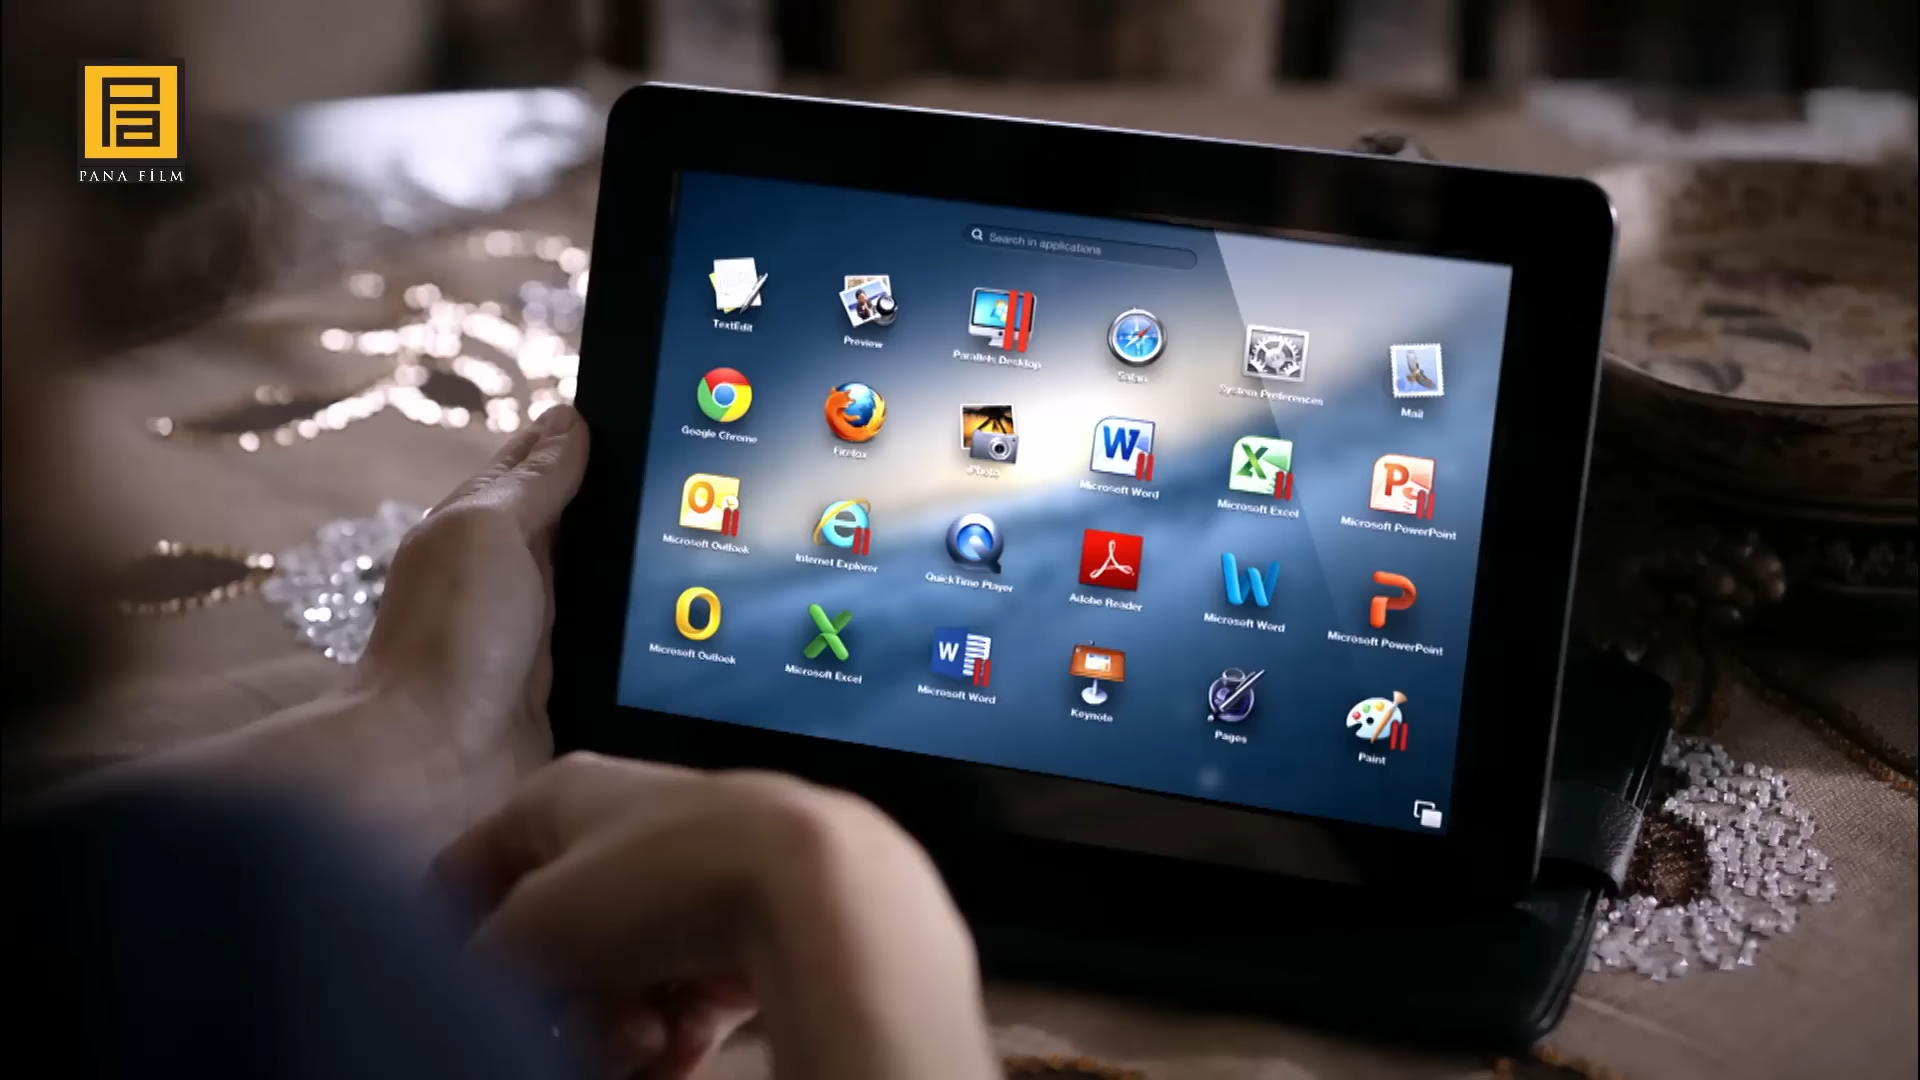 PANA FİLM
Search in applications
TextEdit
Preview
Parallels Desktop
Safari
System Preferences
Mail
Google Chrome
Firefox
iPhoto
Microsoft Word
Microsoft Excel
Microsoft PowerPoint
Microsoft Outlook
Internet Explorer
QuickTime Player
Adobe Reader
Microsoft Word
Microsoft PowerPoint
Microsoft Outlook
Microsoft Excel
Microsoft Word
Keynote
Pages
Paint